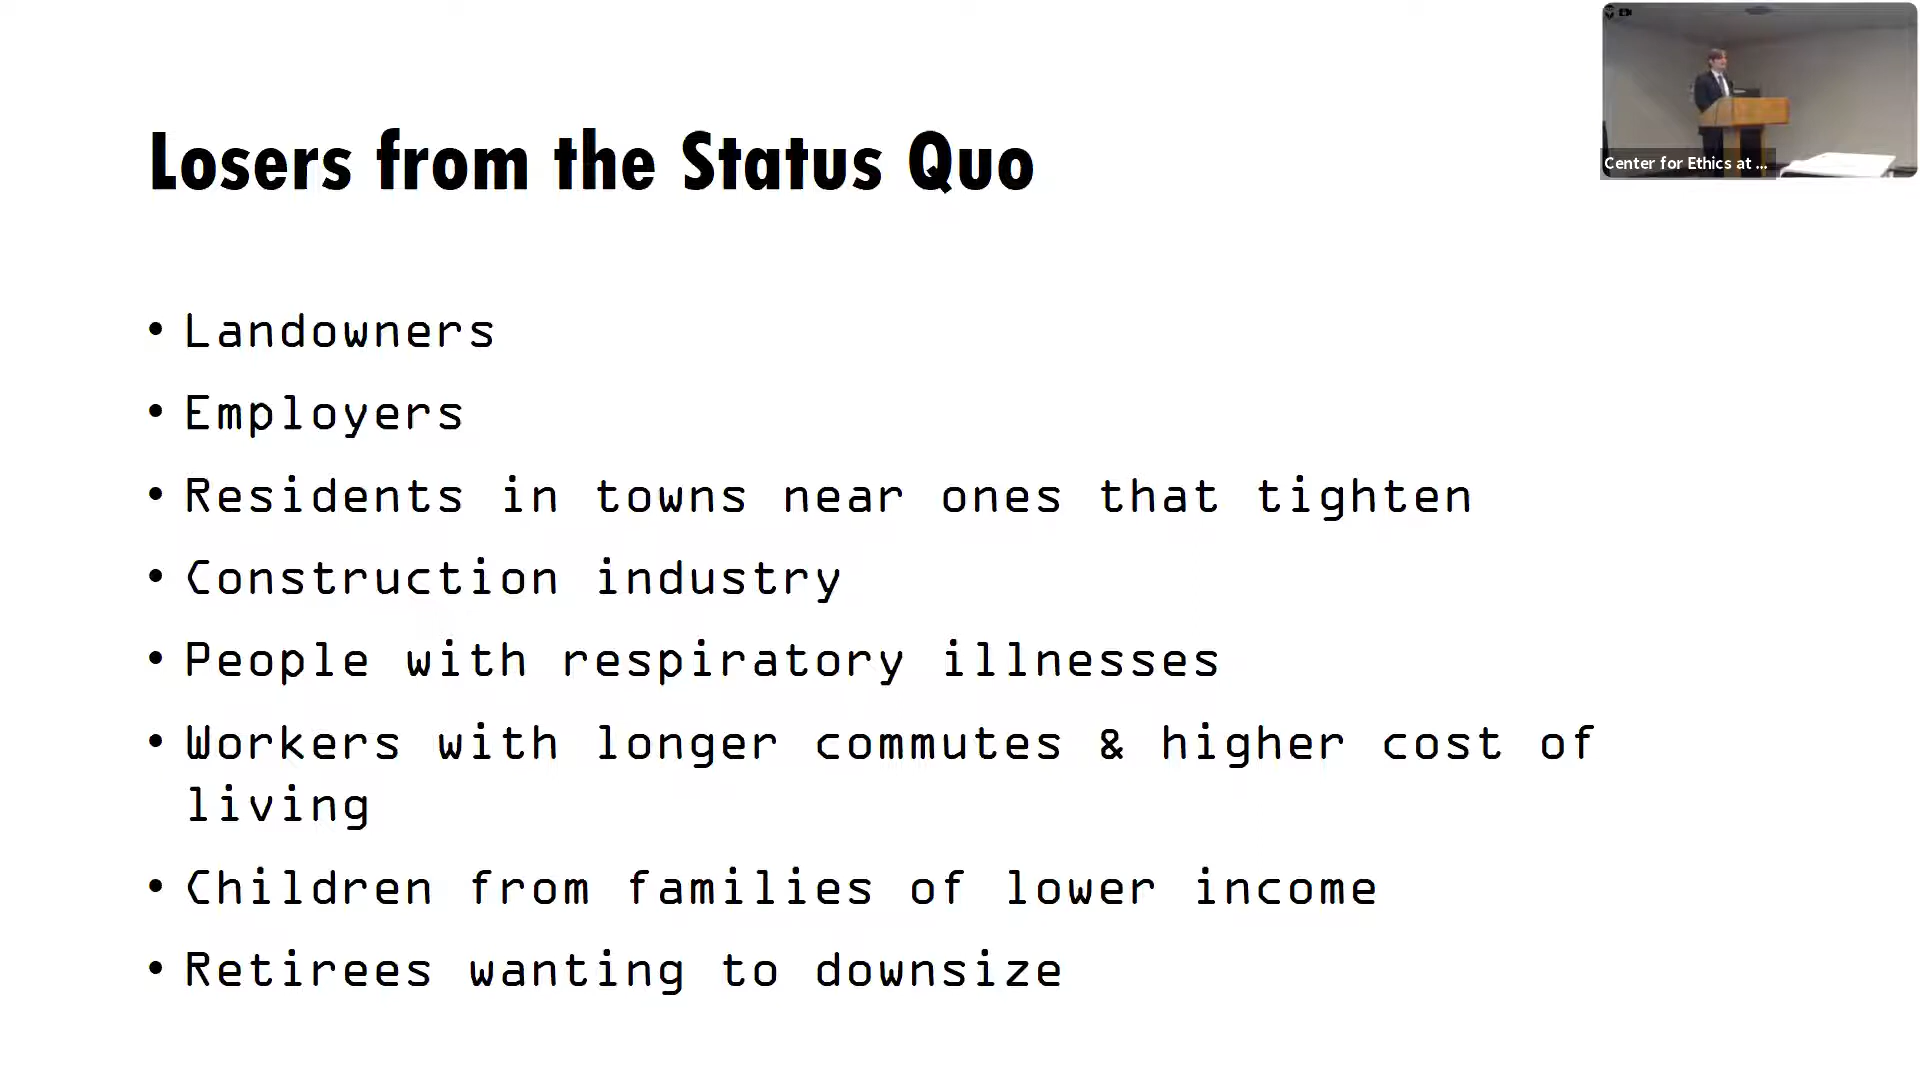 Losers from the Status Quo
• Landowners
• Employers
• Residents in towns near ones that tighten
• Construction industry
• People with respiratory illnesses
• Workers with longer commutes & higher cost of
living
• Children from families of lower income
• Retirees wanting to downsize
Center for Ethics at ...